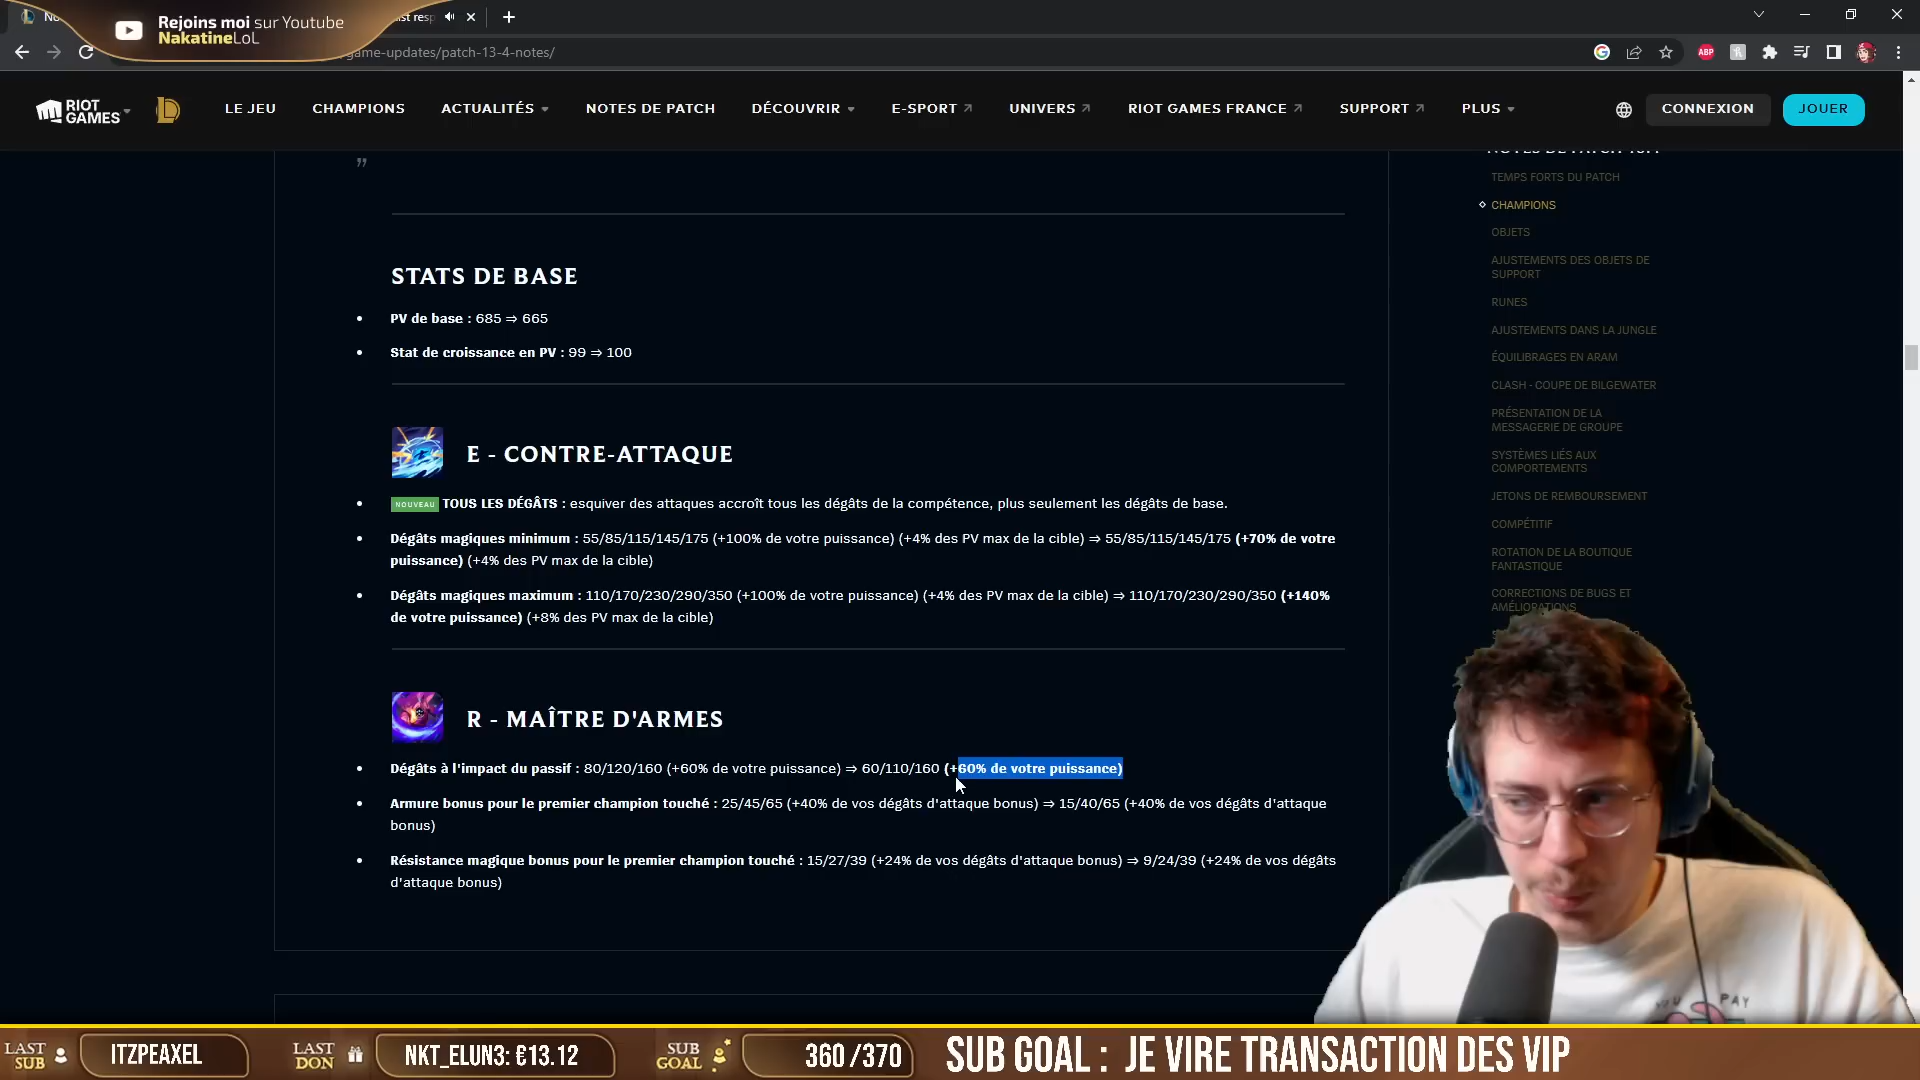 Rejoins moi sur Youtube
NakatineLoL
game-updates/patch-13-4-notes/
ABP
RIOT GAMES
LE JEU
CHAMPIONS
ACTUALITÉS
NOTES DE PATCH
DÉCOUVRIR
E-SPORT
UNIVERS
RIOT GAMES FRANCE
SUPPORT
PLUS
CONNEXION
JOUER
”
STATS DE BASE
• PV de base : 685 ⇒ 665
• Stat de croissance en PV : 99 ⇒ 100
E - CONTRE-ATTAQUE
• NOUVEAU TOUS LES DÉGÂTS : esquiver des attaques accroît tous les dégâts de la compétence, plus seulement les dégâts de base.
• Dégâts magiques minimum : 55/85/115/145/175 (+100% de votre puissance) (+4% des PV max de la cible) ⇒ 55/85/115/145/175 (+70% de votre
puissance) (+4% des PV max de la cible)
• Dégâts magiques maximum : 110/170/230/290/350 (+100% de votre puissance) (+4% des PV max de la cible) ⇒ 110/170/230/290/350 (+140%
de votre puissance) (+8% des PV max de la cible)
R - MAÎTRE D'ARMES
• Dégâts à l'impact du passif : 80/120/160 (+60% de votre puissance) ⇒ 60/110/160 (+60% de votre puissance)
• Armure bonus pour le premier champion touché : 25/45/65 (+40% de vos dégâts d'attaque bonus) ⇒ 15/40/65 (+40% de vos dégâts d'attaque
bonus)
• Résistance magique bonus pour le premier champion touché : 15/27/39 (+24% de vos dégâts d'attaque bonus) ⇒ 9/24/39 (+24% de vos dégâts
d'attaque bonus)
TEMPS FORTS DU PATCH
CHAMPIONS
OBJETS
AJUSTEMENTS DES OBJETS DE
SUPPORT
RUNES
AJUSTEMENTS DANS LA JUNGLE
ÉQUILIBRAGES EN ARAM
CLASH - COUPE DE BILGEWATER
PRÉSENTATION DE LA
MESSAGERIE DE GROUPE
SYSTÈMES LIÉS AUX
COMPORTEMENTS
JETONS DE REMBOURSEMENT
COMPÉTITIF
ROTATION DE LA BOUTIQUE
FANTASTIQUE
CORRECTIONS DE BUGS ET
AMÉLIORATIONS
YOU PAY
LAST SUB
ITZPEAXEL
LAST DON
NKT_ELUN3: €13.12
SUB GOAL
360 /370
SUB GOAL : JE VIRE TRANSACTION DES VIP